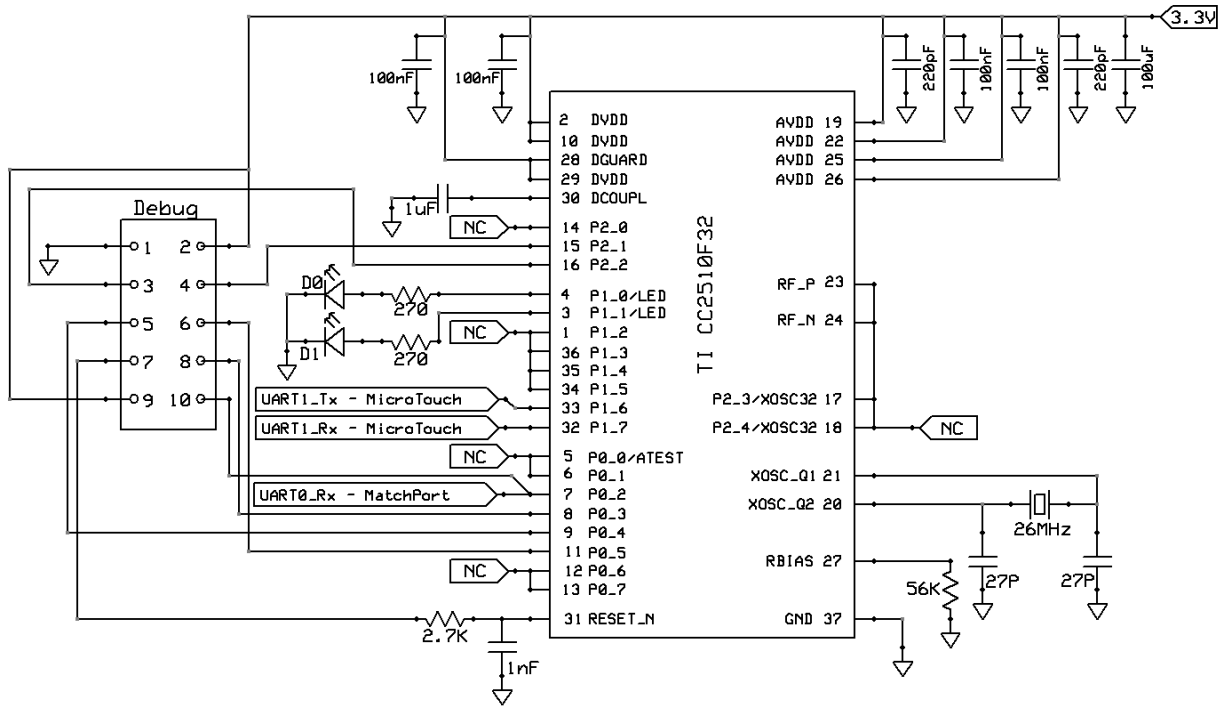 3.3V
100nF
100nF
220pF
100nF
100nF
220pF
100uF
2 DVDD
10 DVDD
28 DGUARD
29 DVDD
30 DCOUPL
1uF
AVDD 19
AVDD 22
AVDD 25
AVDD 26
Debug
1 2
3 4
5 6
7 8
9 10
NC
14 P2_0
15 P2_1
16 P2_2
D0
270
4 P1_0/LED
3 P1_1/LED
D1
270
NC
1 P1_2
36 P1_3
35 P1_4
34 P1_5
UART1_Tx - MicroTouch
33 P1_6
UART1_Rx - MicroTouch
32 P1_7
NC
5 P0_0/ATEST
6 P0_1
UART0_Rx - MatchPort
7 P0_2
8 P0_3
9 P0_4
11 P0_5
NC
12 P0_6
13 P0_7
31 RESET_N
2.7K
1nF
TI CC2510F32
RF_P 23
RF_N 24
P2_3/XOSC32 17
P2_4/XOSC32 18
NC
XOSC_Q1 21
XOSC_Q2 20
26MHz
27P
27P
RBIAS 27
56K
GND 37